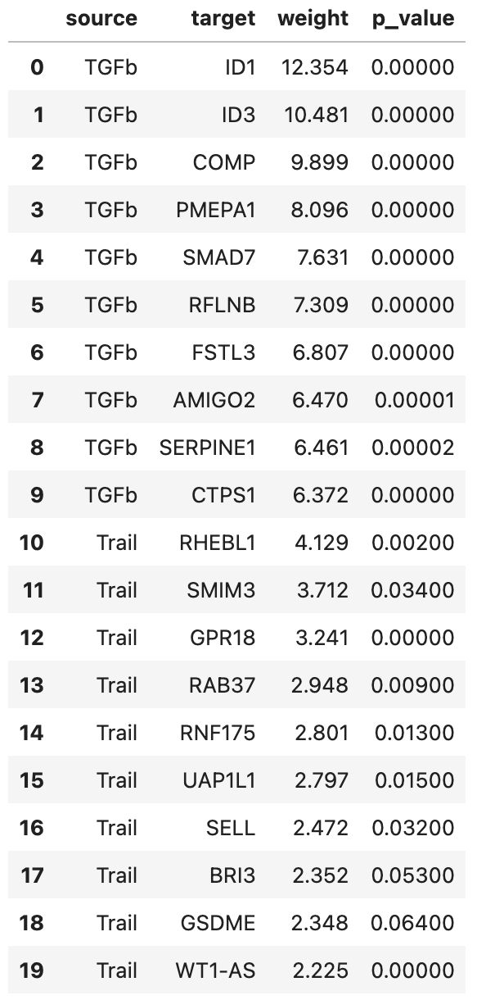 source target weight p_value
0 TGFb ID1 12.354 0.00000
1 TGFb ID3 10.481 0.00000
2 TGFb COMP 9.899 0.00000
3 TGFb PMEPA1 8.096 0.00000
4 TGFb SMAD7 7.631 0.00000
5 TGFb RFLNB 7.309 0.00000
6 TGFb FSTL3 6.807 0.00000
7 TGFb AMIGO2 6.470 0.00001
8 TGFb SERPINE1 6.461 0.00002
9 TGFb CTPS1 6.372 0.00000
10 Trail RHEBL1 4.129 0.00200
11 Trail SMIM3 3.712 0.03400
12 Trail GPR18 3.241 0.00000
13 Trail RAB37 2.948 0.00900
14 Trail RNF175 2.801 0.01300
15 Trail UAP1L1 2.797 0.01500
16 Trail SELL 2.472 0.03200
17 Trail BRI3 2.352 0.05300
18 Trail GSDME 2.348 0.06400
19 Trail WT1-AS 2.225 0.00000